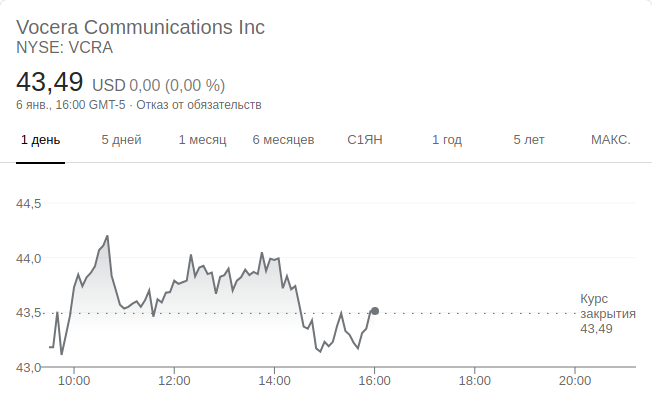 Vocera Communications Inc
NYSE: VCRA
43,49 USD 0,00 (0,00 %)
6 янв., 16:00 GMT-5 · Отказ от обязательств
1 день 5 дней 1 месяц 6 месяцев С1ЯН 1 год 5 лет МАКС.
44,5
44,0
43,5
43,0
Курс
закрытия
43,49
10:00 12:00 14:00 16:00 18:00 20:00